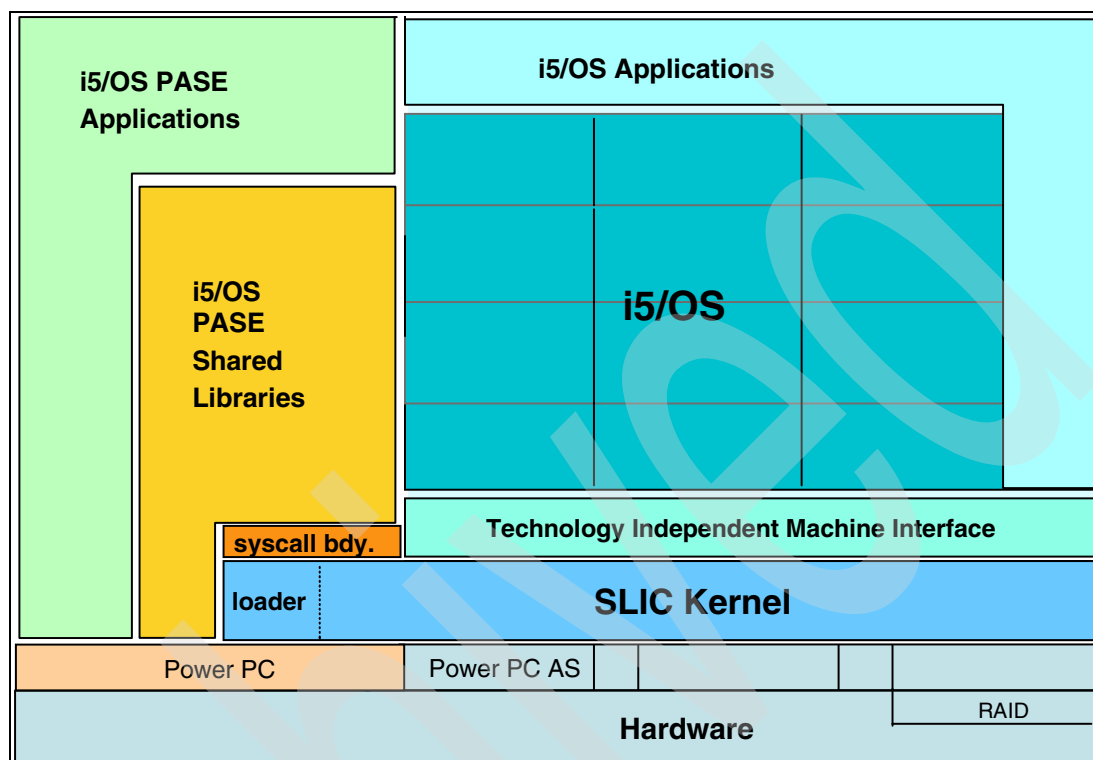 i5/OS PASE
Applications
i5/OS Applications
i5/OS
PASE
Shared
Libraries
i5/OS
syscall bdy.
Technology Independent Machine Interface
loader
SLIC Kernel
Power PC
Power PC AS
RAID
Hardware